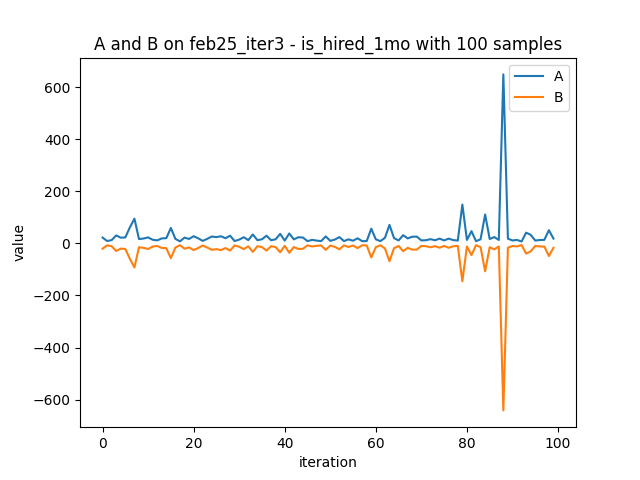 A and B on feb25_iter3 - is_hired_1mo with 100 samples
A
B
value
600
400
200
0
−200
−400
−600
0
20
40
60
80
100
iteration